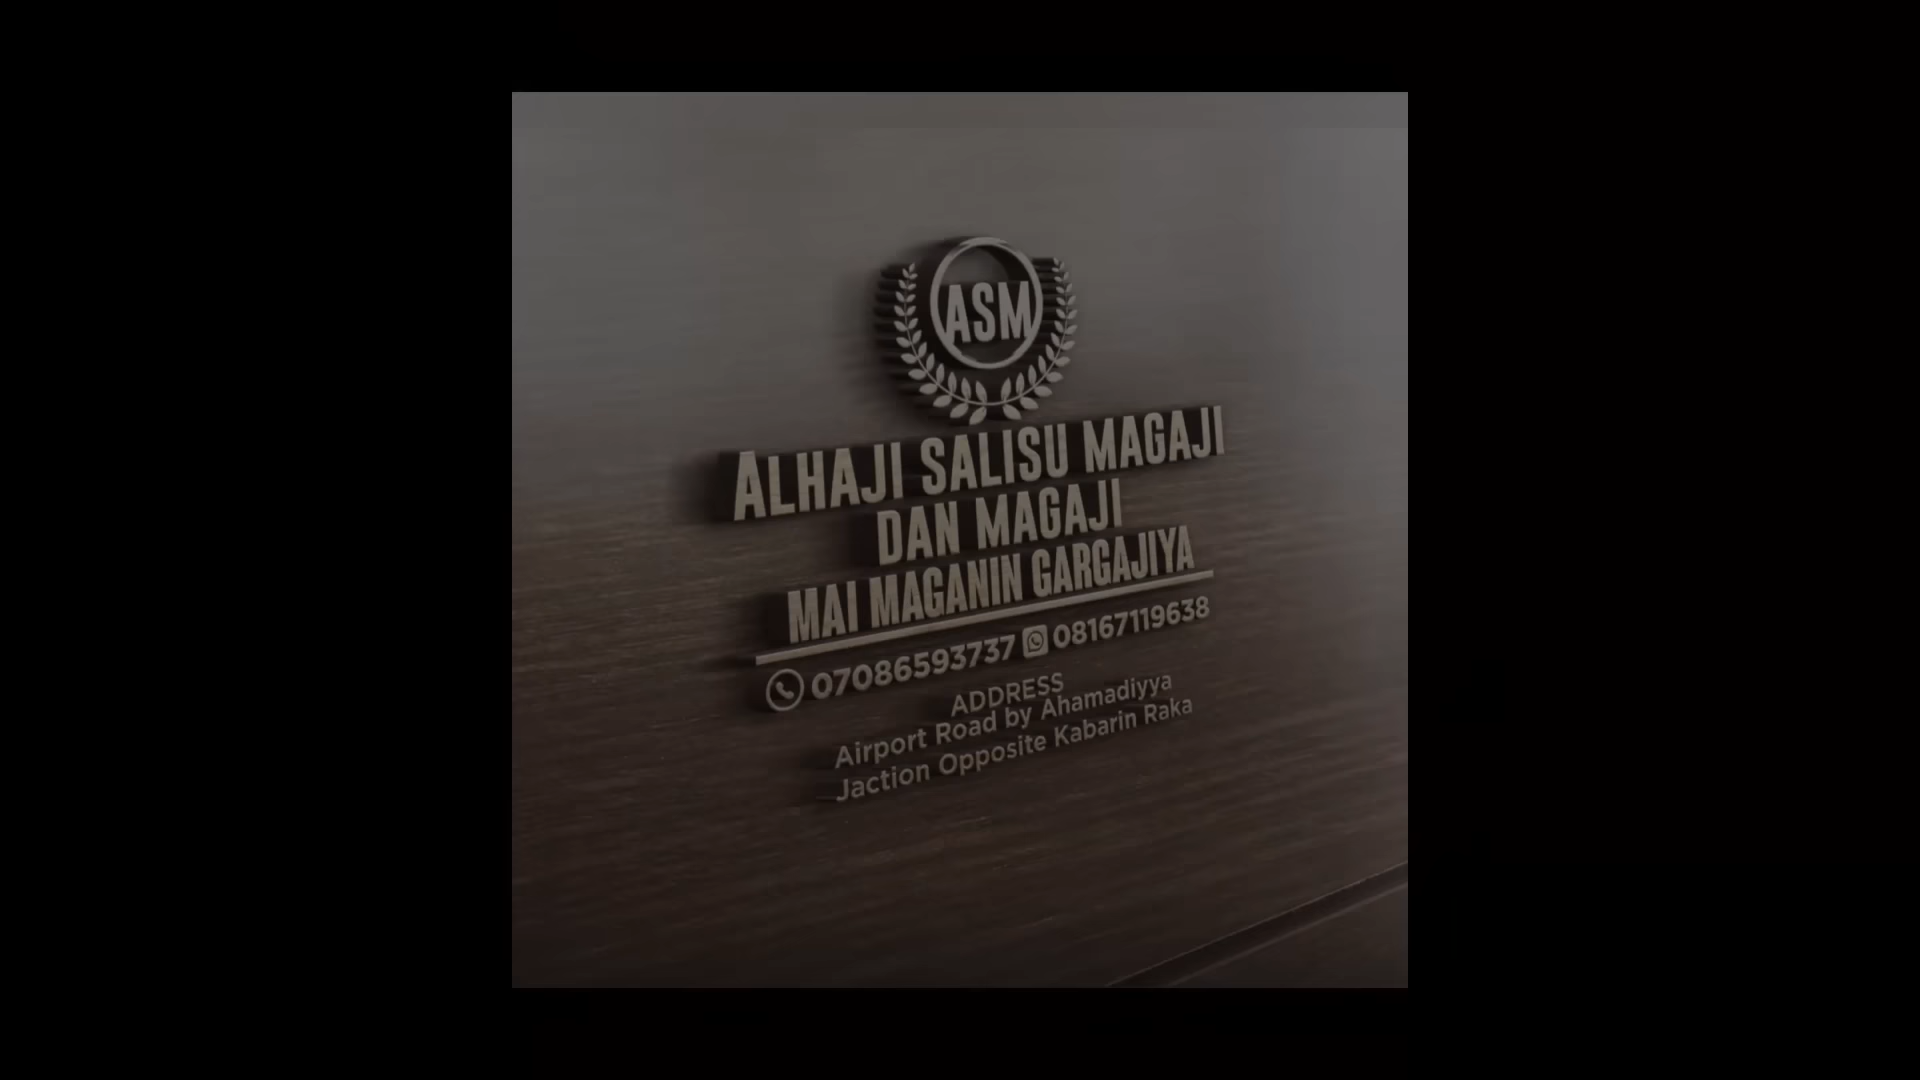 ASM
ALHAJI SALISU MAGAJI
DAN MAGAJI
MAI MAGANIN GARGAJIYA
07086593737 08167119638
ADDRESS
Airport Road by Ahamadiyya
Jaction Opposite Kabarin Raka